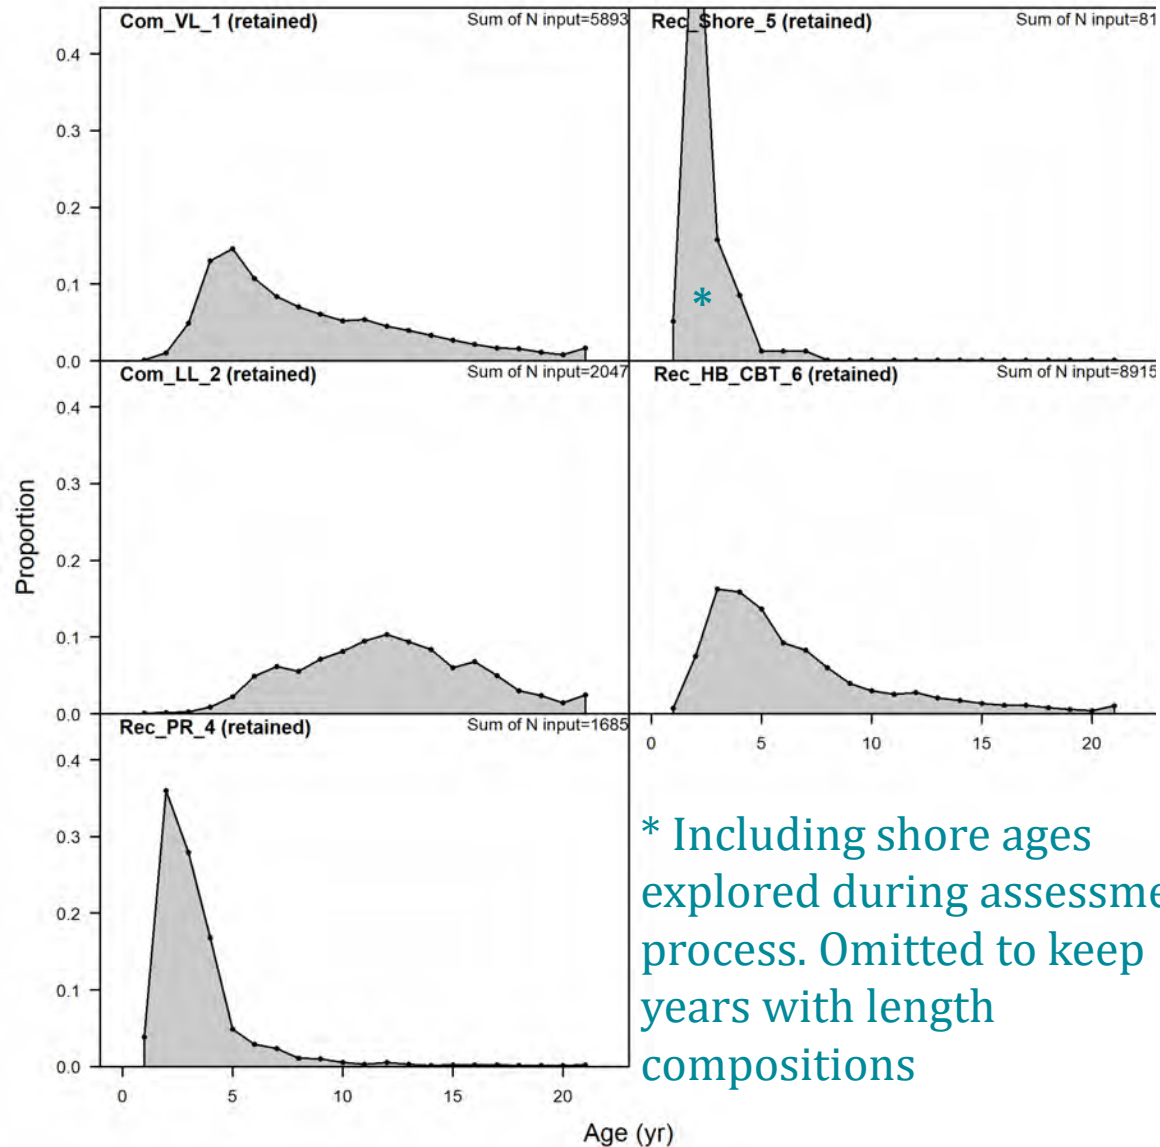 Com_VL_1 (retained) Sum of N input=5893
Rec_Shore_5 (retained) Sum of N input=81
0.4
0.3
0.2
0.1
0.0
Com_LL_2 (retained) Sum of N input=2047
Rec_HB_CBT_6 (retained) Sum of N input=8915
0.4
0.3
0.2
0.1
0.0
0 5 10 15 20
Rec_PR_4 (retained) Sum of N input=1685
0.4
0.3
0.2
0.1
0.0
0 5 10 15 20
Proportion
Age (yr)
*
* Including shore ages
explored during assessme
process. Omitted to keep
years with length
compositions